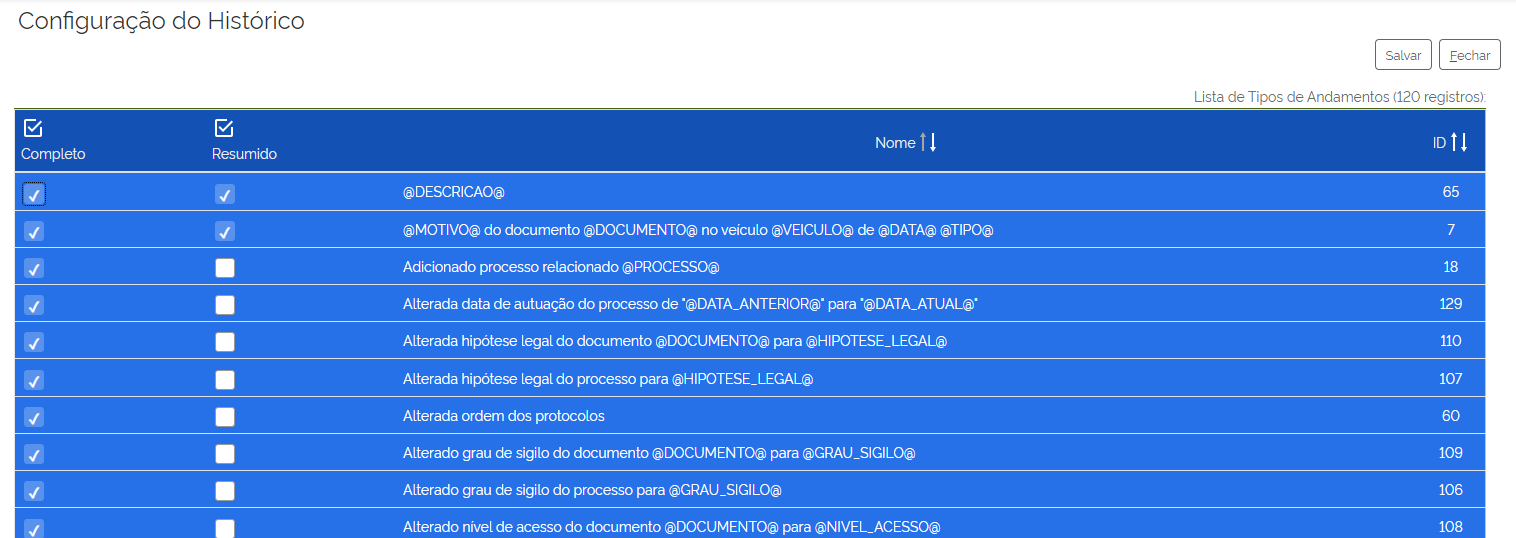 Configuração do Histórico
Salvar Fechar
Lista de Tipos de Andamentos (120 registros):
Completo Resumido Nome ID
@DESCRICAO@ 65
@MOTIVO@ do documento @DOCUMENTO@ no veículo @VEICULO@ de @DATA@ @TIPO@ 7
Adicionado processo relacionado @PROCESSO@ 18
Alterada data de autuação do processo de "@DATA_ANTERIOR@" para "@DATA_ATUAL@" 129
Alterada hipótese legal do documento @DOCUMENTO@ para @HIPOTESE_LEGAL@ 110
Alterada hipótese legal do processo para @HIPOTESE_LEGAL@ 107
Alterada ordem dos protocolos 60
Alterado grau de sigilo do documento @DOCUMENTO@ para @GRAU_SIGILO@ 109
Alterado grau de sigilo do processo para @GRAU_SIGILO@ 106
Alterado nível de acesso do documento @DOCUMENTO@ para @NIVEL_ACESSO@ 108